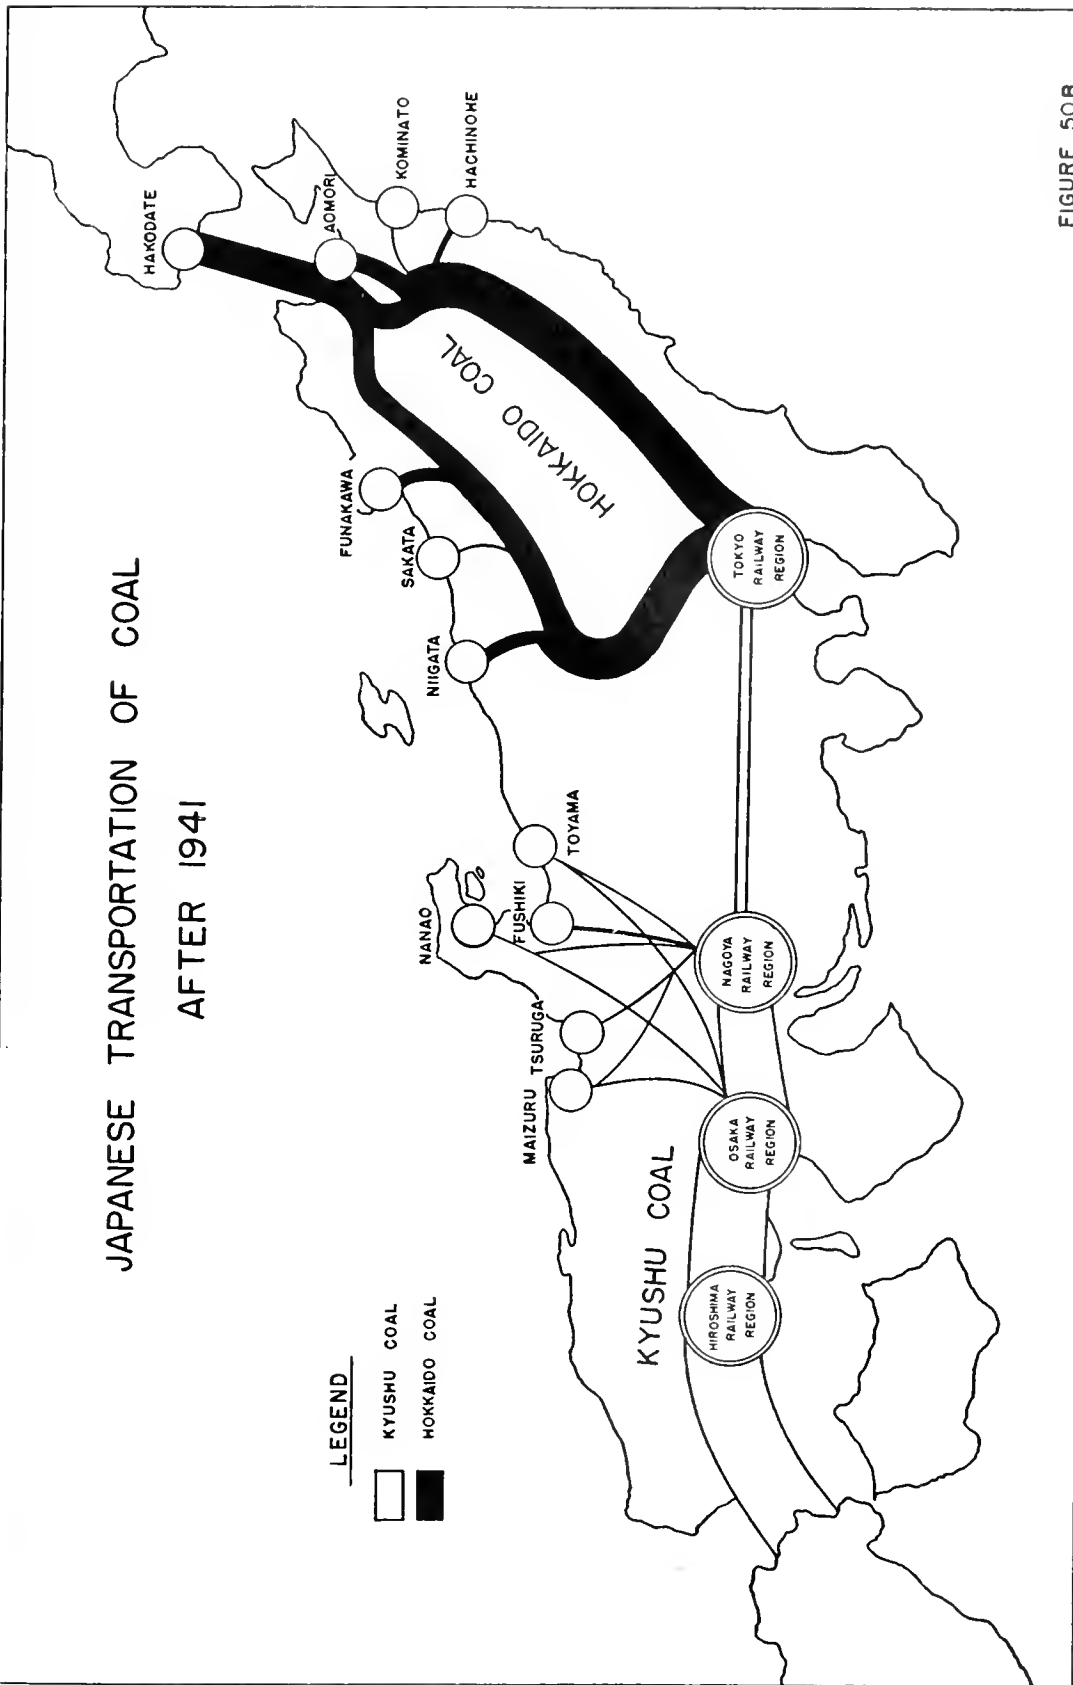 JAPANESE TRANSPORTATION OF COAL
AFTER 1941
LEGEND
KYUSHU COAL
HOKKAIDO COAL
HAKODATE
AOMORI
KOMINATO
HACHINOHE
FUNAKAWA
SAKATA
NIIGATA
HOKKAIDO COAL
TOYAMA
NANAO
FUSHIKI
TSURUGA
MAIZURU
KYUSHU COAL
TOKYO
RAILWAY
REGION
NAGOYA
RAILWAY
REGION
OSAKA
RAILWAY
REGION
HIROSHIMA
RAILWAY
REGION
FIGURE 50B